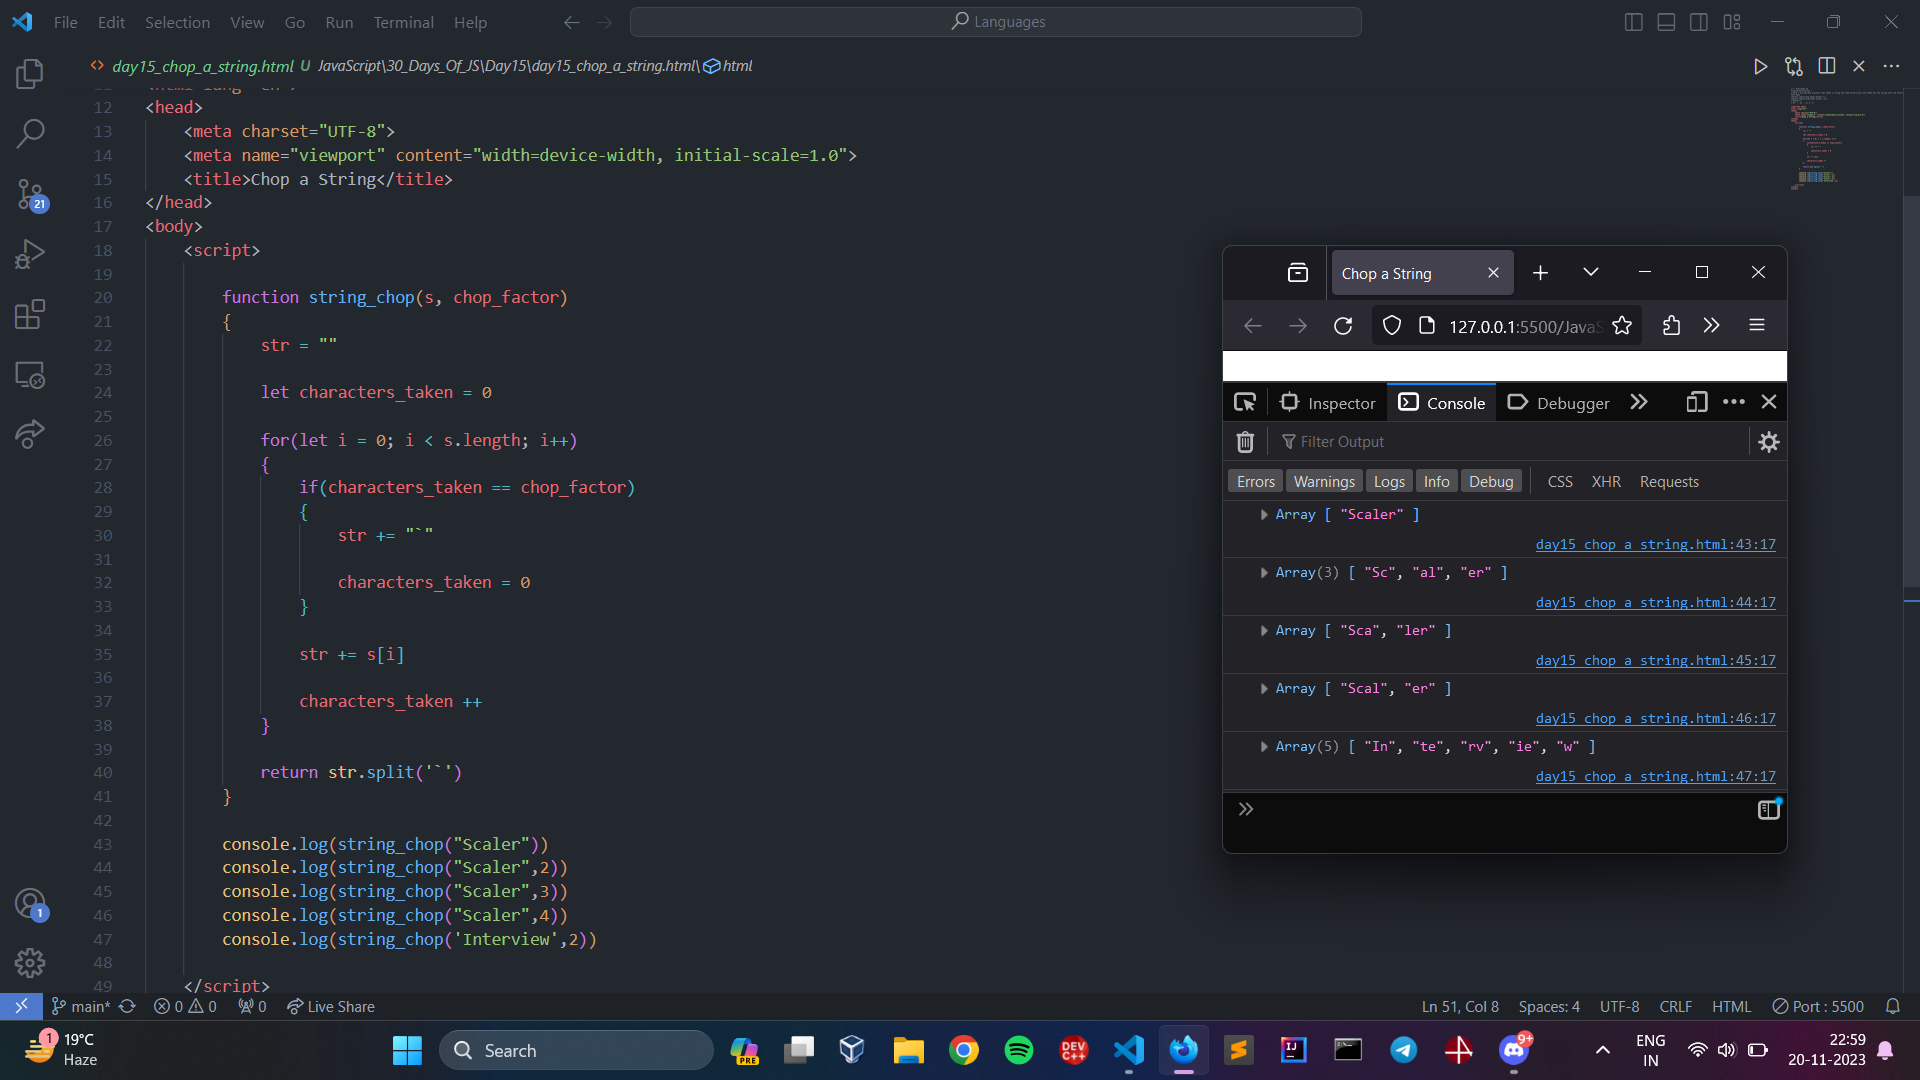 File Edit Selection View Go Run Terminal Help
Languages
day15_chop_a_string.html U JavaScript\30_Days_Of_JS\Day15\day15_chop_a_string.html\ html
12 <head>
13 <meta charset="UTF-8">
14 <meta name="viewport" content="width=device-width, initial-scale=1.0">
15 <title>Chop a String</title>
16 </head>
17 <body>
18 <script>
19
20 function string_chop(s, chop_factor)
21 {
22 str = ""
23
24 let characters_taken = 0
25
26 for(let i = 0; i < s.length; i++)
27 {
28 if(characters_taken == chop_factor)
29 {
30 str += "`"
31
32 characters_taken = 0
33 }
34
35 str += s[i]
36
37 characters_taken ++
38 }
39
40 return str.split('`')
41 }
42
43 console.log(string_chop("Scaler"))
44 console.log(string_chop("Scaler",2))
45 console.log(string_chop("Scaler",3))
46 console.log(string_chop("Scaler",4))
47 console.log(string_chop('Interview',2))
48
49 </script>
21
1
Chop a String
127.0.0.1:5500/JavaS
Inspector Console Debugger
Filter Output
Errors Warnings Logs Info Debug CSS XHR Requests
Array [ "Scaler" ]
day15_chop_a_string.html:43:17
Array(3) [ "Sc", "al", "er" ]
day15_chop_a_string.html:44:17
Array [ "Sca", "ler" ]
day15_chop_a_string.html:45:17
Array [ "Scal", "er" ]
day15_chop_a_string.html:46:17
Array(5) [ "In", "te", "rv", "ie", "w" ]
day15_chop_a_string.html:47:17
main* 0 0 0 Live Share Ln 51, Col 8 Spaces: 4 UTF-8 CRLF HTML Port : 5500
1 19°C
Haze
Search
PRE
DEV C++
IJ
9+
ENG
IN
22:59
20-11-2023